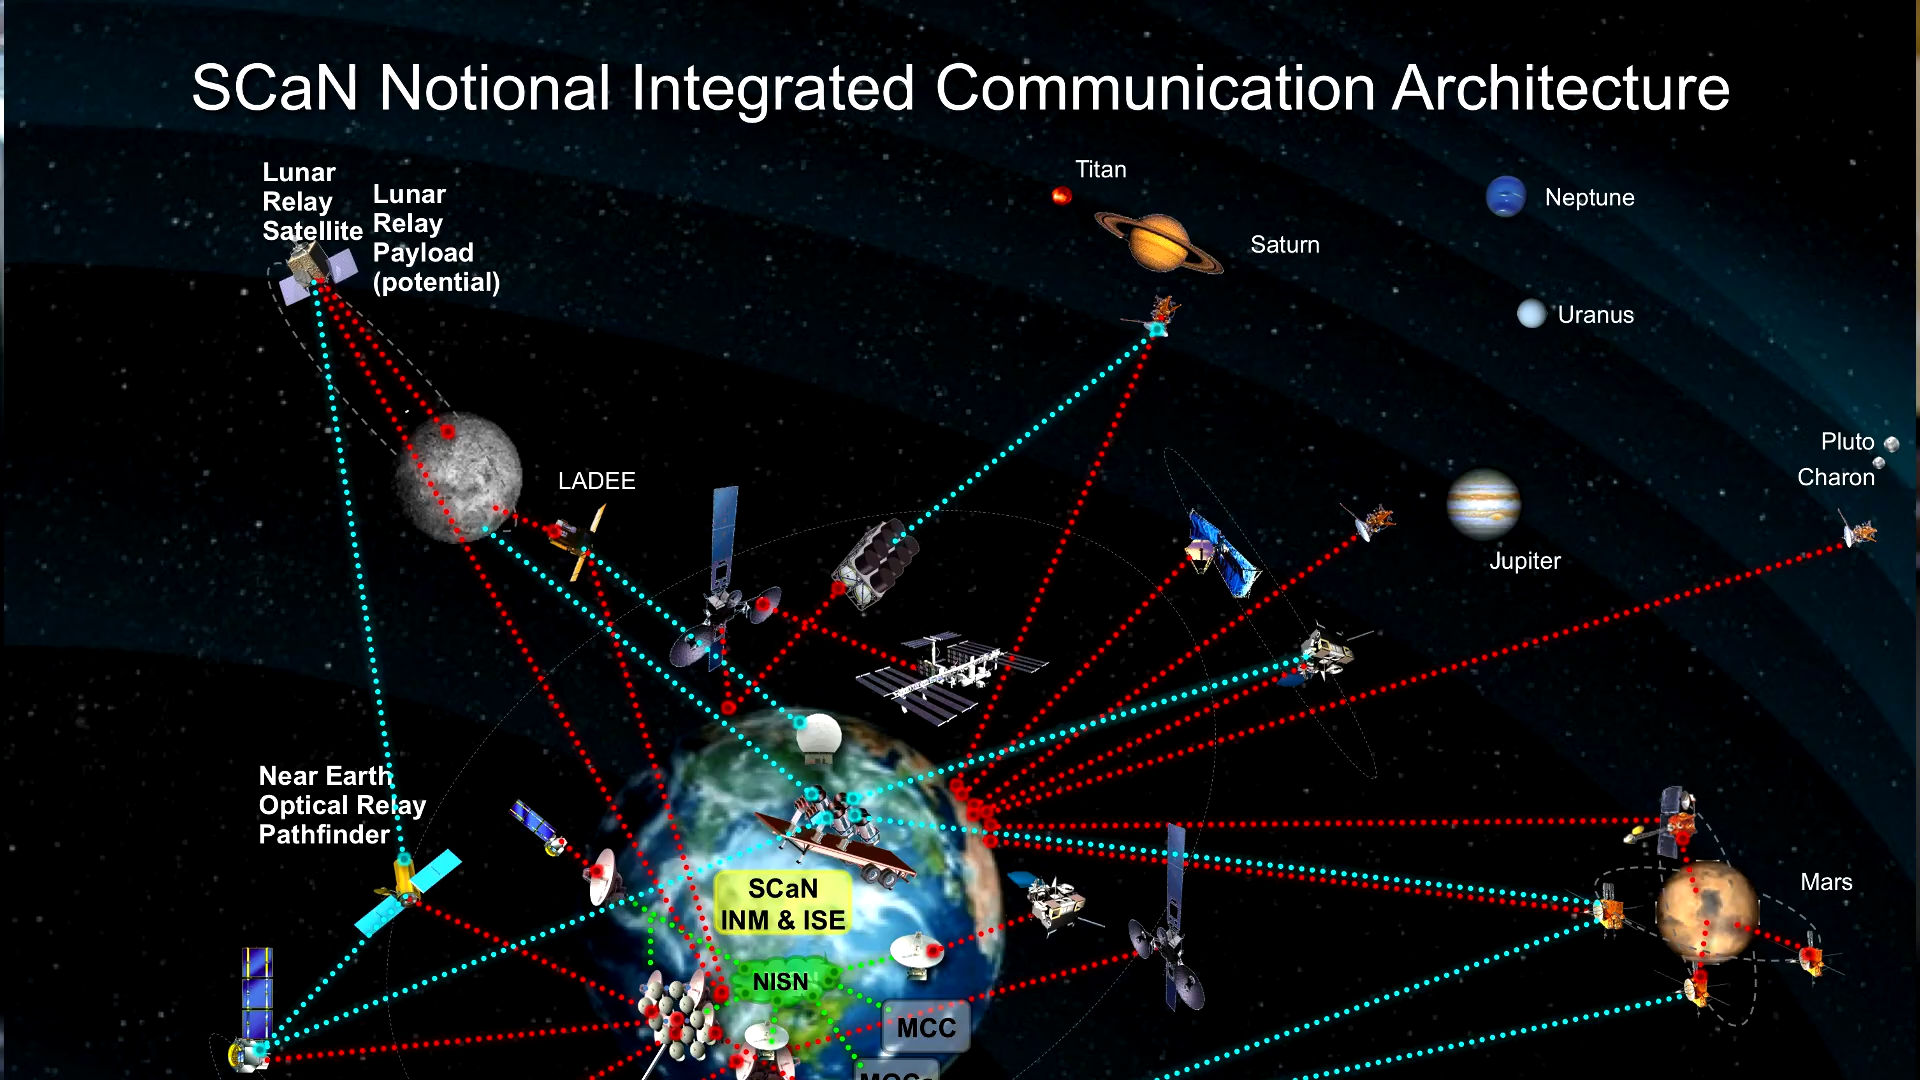 SCaN Notional Integrated Communication Architecture
Lunar
Relay
Satellite
Lunar
Relay
Payload
(potential)
Titan
Saturn
Neptune
Uranus
Pluto
Charon
LADEE
Jupiter
Near Earth
Optical Relay
Pathfinder
SCaN
INM & ISE
Mars
NISN
MCC